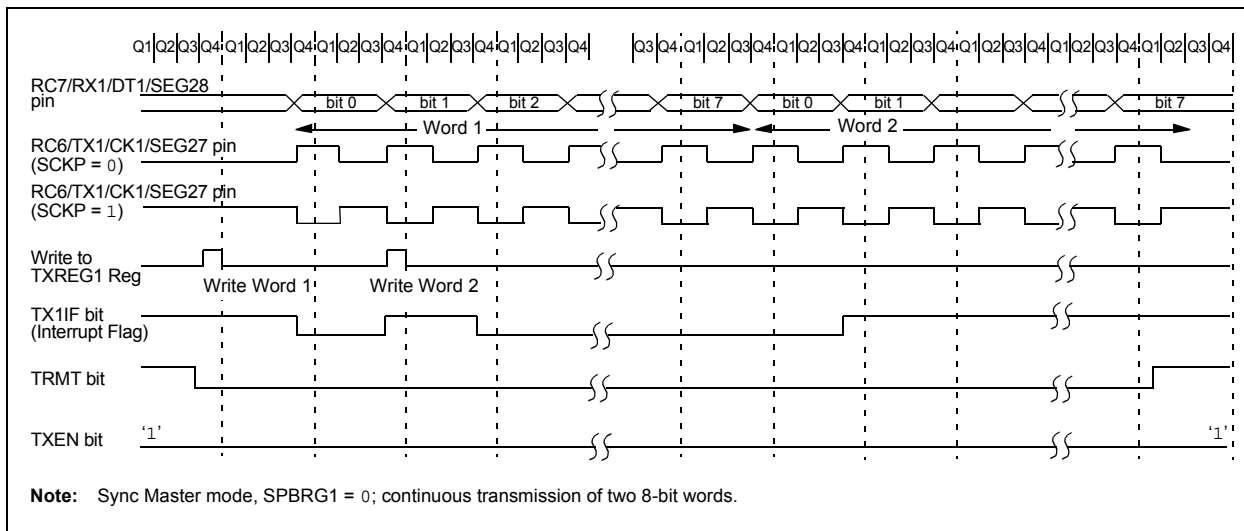 Q1 Q2 Q3 Q4 Q1 Q2 Q3 Q4 Q1 Q2 Q3 Q4 Q1 Q2 Q3 Q4 Q1 Q2 Q3 Q4 Q3 Q4 Q1 Q2 Q3 Q4 Q1 Q2 Q3 Q4 Q1 Q2 Q3 Q4 Q1 Q2 Q3 Q4 Q1 Q2 Q3 Q4 Q1 Q2 Q3 Q4
RC7/RX1/DT1/SEG28
pin
bit 0 bit 1 bit 2 bit 7 bit 0 bit 1 bit 7
Word 1 Word 2
RC6/TX1/CK1/SEG27 pin
(SCKP = 0)
RC6/TX1/CK1/SEG27 pin
(SCKP = 1)
Write to
TXREG1 Reg
Write Word 1 Write Word 2
TX1IF bit
(Interrupt Flag)
TRMT bit
TXEN bit
‘1’ ‘1’
Note: Sync Master mode, SPBRG1 = 0; continuous transmission of two 8-bit words.